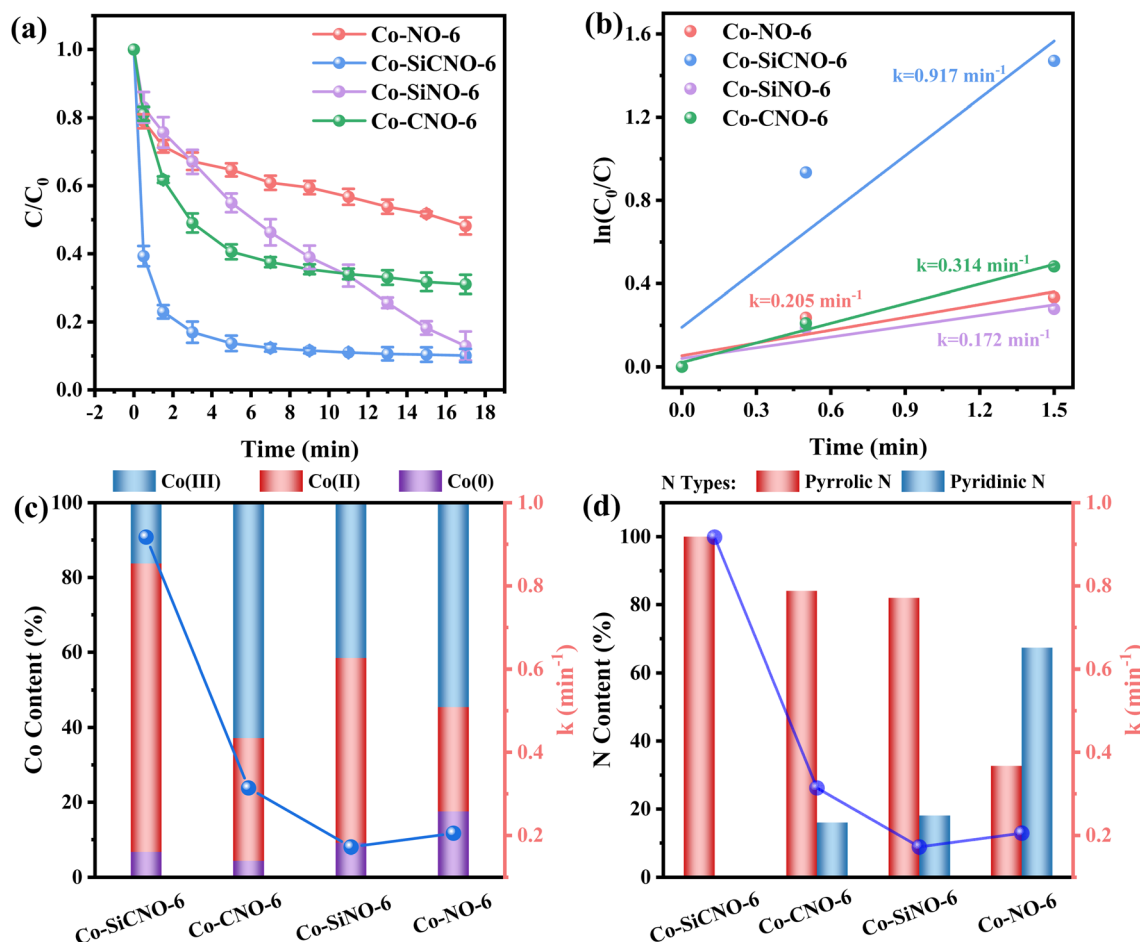 (a)
Co-NO-6
Co-SiCNO-6
Co-SiNO-6
Co-CNO-6
1.0
0.8
0.6
0.4
0.2
0.0
C/C0
-2 0 2 4 6 8 10 12 14 16 18
Time (min)
(b)
Co-NO-6
Co-SiCNO-6
Co-SiNO-6
Co-CNO-6
k=0.917 min-1
k=0.314 min-1
k=0.205 min-1
k=0.172 min-1
1.6
1.2
0.8
0.4
0.0
ln(C0/C)
0.0 0.3 0.6 0.9 1.2 1.5
Time (min)
Co(III) Co(II) Co(0)
(c)
100
80
60
40
20
0
Co Content (%)
1.0
0.8
0.6
0.4
0.2
k (min-1)
Co-SiCNO-6 Co-CNO-6 Co-SiNO-6 Co-NO-6
N Types: Pyrrolic N Pyridinic N
(d)
100
80
60
40
20
0
N Content (%)
1.0
0.8
0.6
0.4
0.2
k (min-1)
Co-SiCNO-6 Co-CNO-6 Co-SiNO-6 Co-NO-6